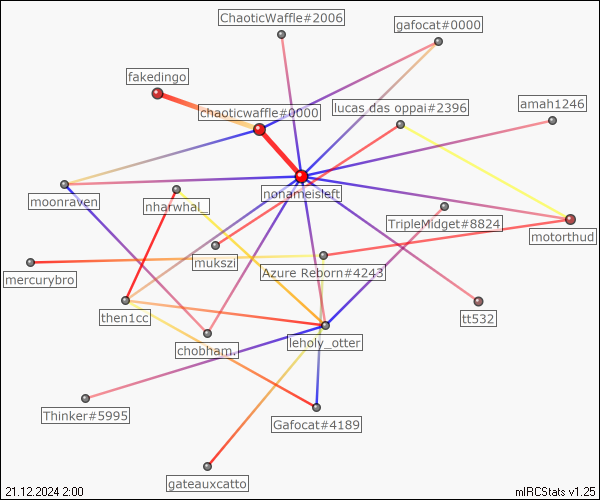 ChaoticWaffle#2006
gafocat#0000
fakedingo
chaoticwaffle#0000
lucas das oppai#2396
amah1246
moonraven
nharwhal_
nonameisleft
TripleMidget#8824
motorthud
mukszi
mercurybro
Azure Reborn#4243
then1cc
tt532
chobham.
leholy_otter
Thinker#5995
Gafocat#4189
gateauxcatto
21.12.2024 2:00
mIRCStats v1.25